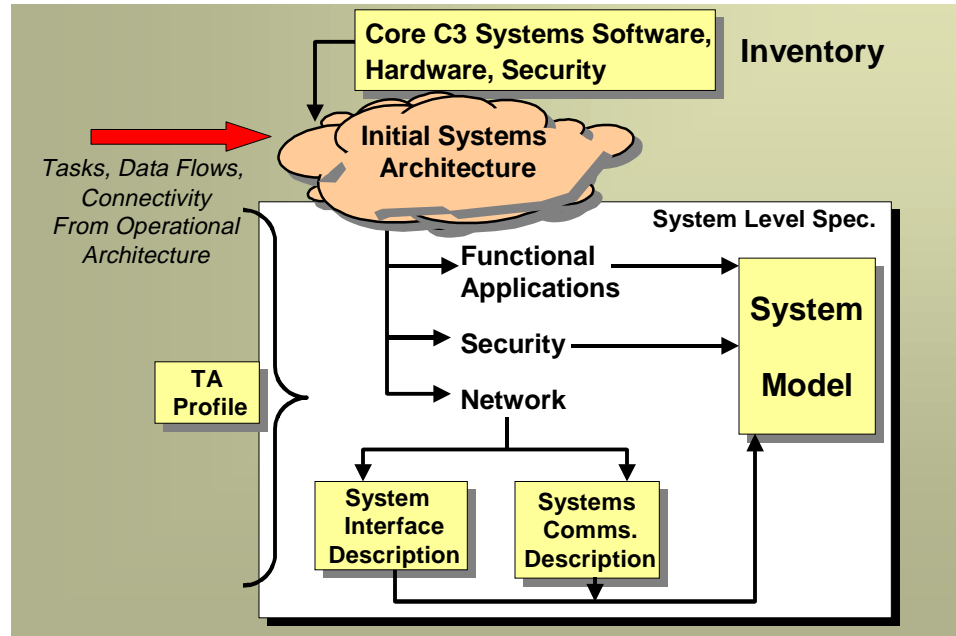 Core C3 Systems Software,
Hardware, Security
Inventory
Initial Systems
Architecture
Tasks, Data Flows,
Connectivity
From Operational
Architecture
System Level Spec.
Functional
Applications
Security
Network
System
Model
TA
Profile
System
Interface
Description
Systems
Comms.
Description